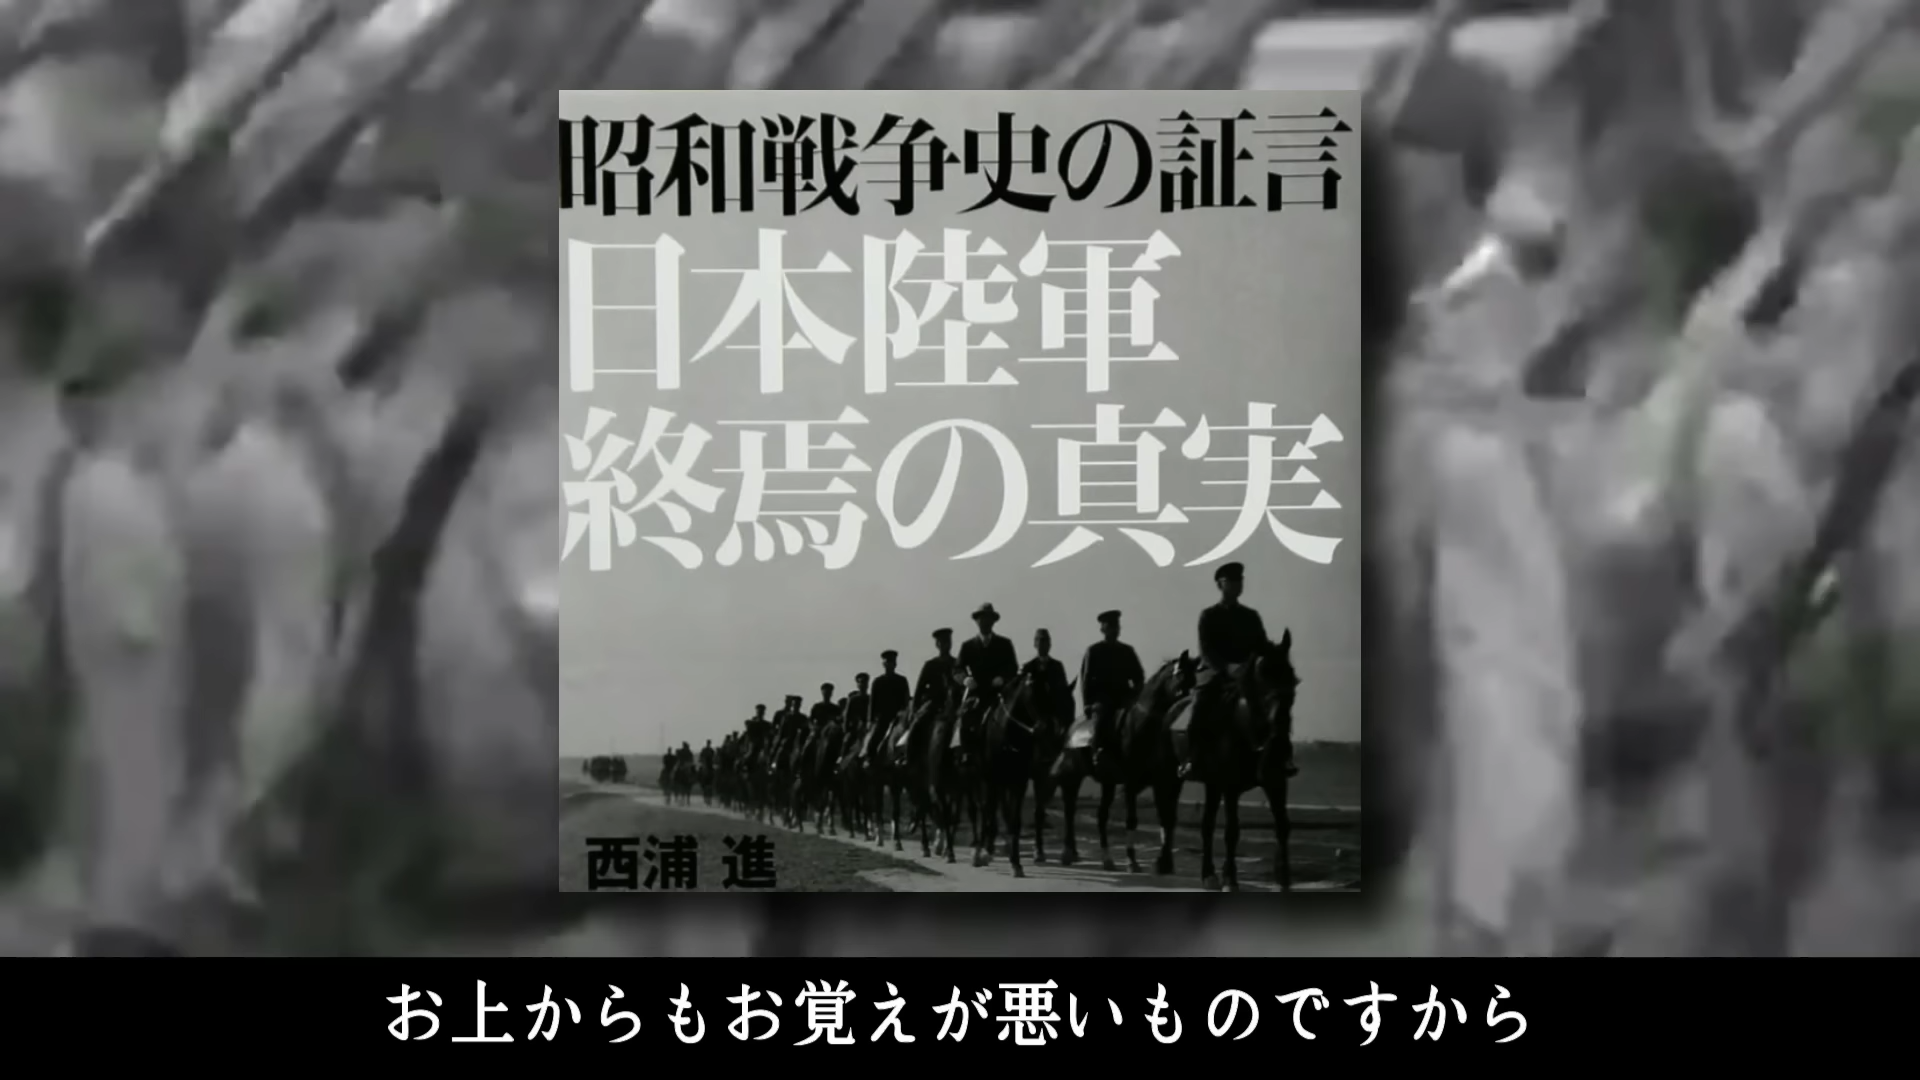 昭和戦争史の証言
日本陸軍
終焉の真実
西浦 進
お上からもお覚えが悪いものですから